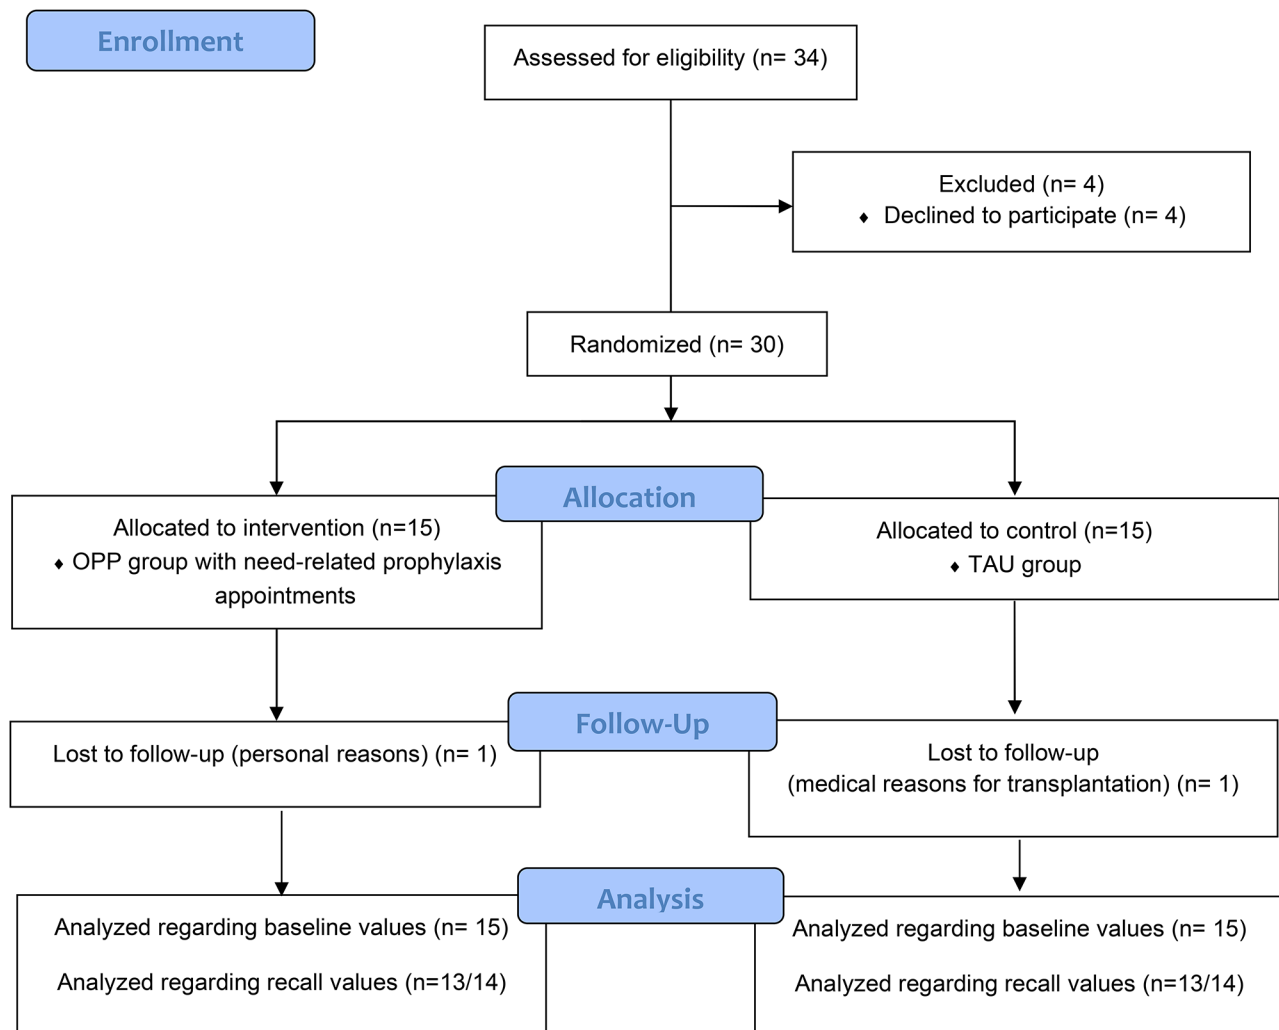 Enrollment
Assessed for eligibility (n= 34)
Excluded (n= 4)
♦ Declined to participate (n= 4)
Randomized (n= 30)
Allocation
Allocated to intervention (n=15)
♦ OPP group with need-related prophylaxis
appointments
Allocated to control (n=15)
♦ TAU group
Follow-Up
Lost to follow-up (personal reasons) (n= 1)
Lost to follow-up
(medical reasons for transplantation) (n= 1)
Analysis
Analyzed regarding baseline values (n= 15)
Analyzed regarding recall values (n=13/14)
Analyzed regarding baseline values (n= 15)
Analyzed regarding recall values (n=13/14)